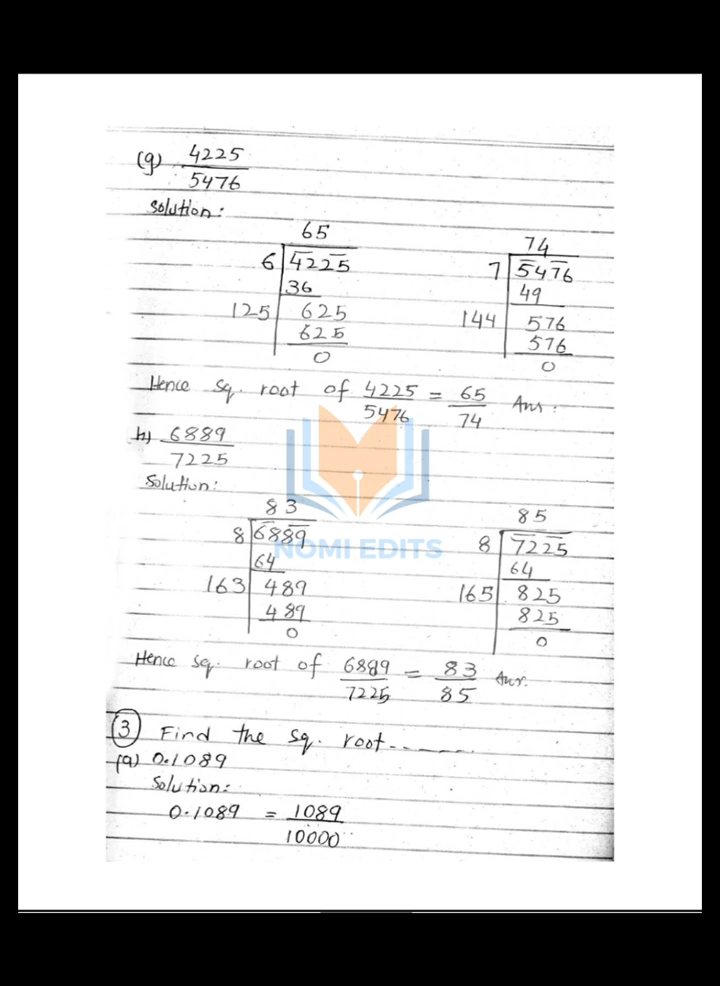 (g) 4225
5476
Solution:
65
6 4225
36
125 625
625
0
74
7 5476
49
144 576
576
0
Hence sq. root of 4225/5476 = 65/74 Ans.
h) 6889
7225
Solution:
83
8 6889
64
163 489
489
0
85
8 7225
64
165 825
825
0
NOMI EDITS
Hence sq. root of 6889/7225 = 83/85 Ans.
(3) Find the sq. root-------
(a) 0.1089
Solution:
0.1089 = 1089/10000